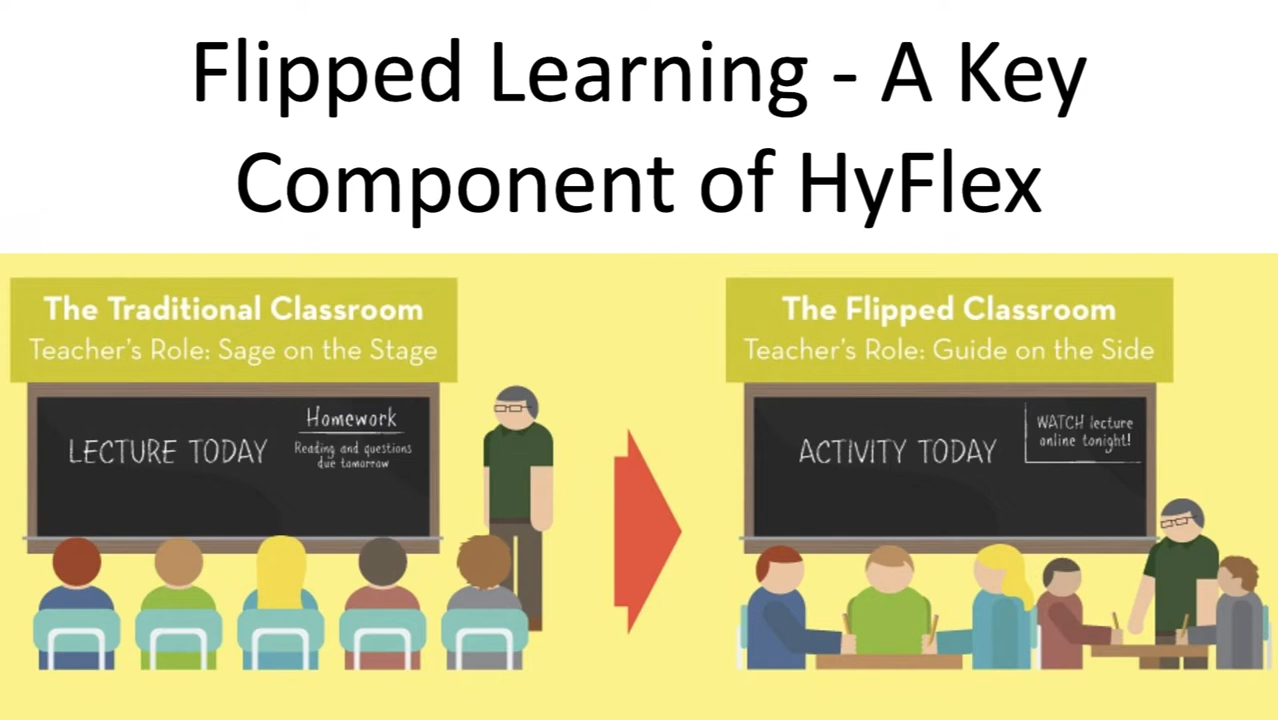 Flipped Learning - A Key
Component of HyFlex
The Traditional Classroom
Teacher's Role: Sage on the Stage
LECTURE TODAY
Homework
Reading and questions
due tomorrow
The Flipped Classroom
Teacher's Role: Guide on the Side
ACTIVITY TODAY
WATCH lecture
online tonight!